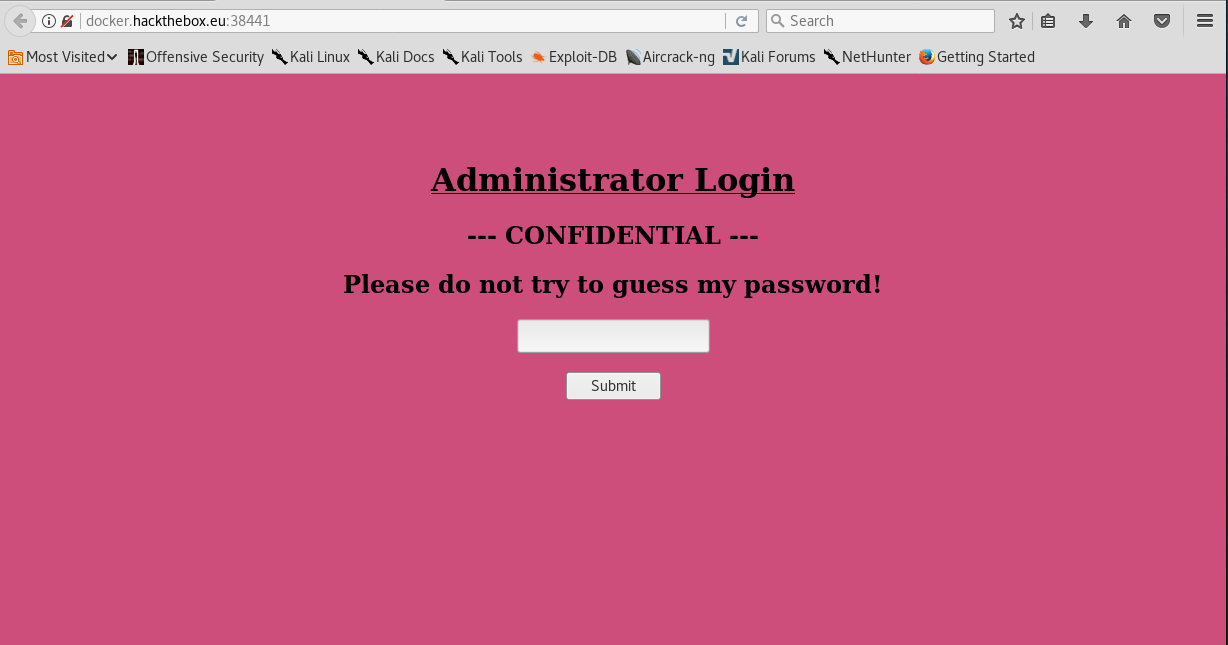 docker.hackthebox.eu:38441
Search
Most Visited Offensive Security Kali Linux Kali Docs Kali Tools Exploit-DB Aircrack-ng Kali Forums NetHunter Getting Started
Administrator Login
--- CONFIDENTIAL ---
Please do not try to guess my password!
Submit